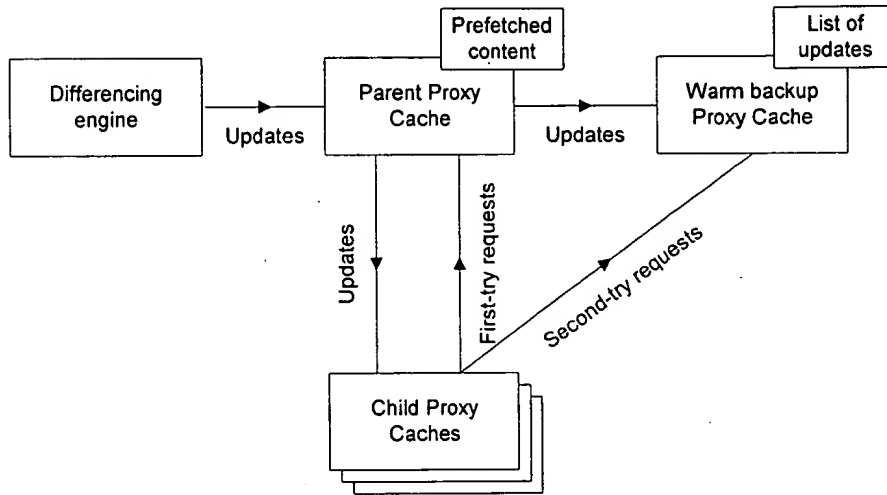 Prefetched
content
List of
updates
Differencing
engine
Updates
Parent Proxy
Cache
Updates
Warm backup
Proxy Cache
Updates
First-try requests
Second-try requests
Child Proxy
Caches